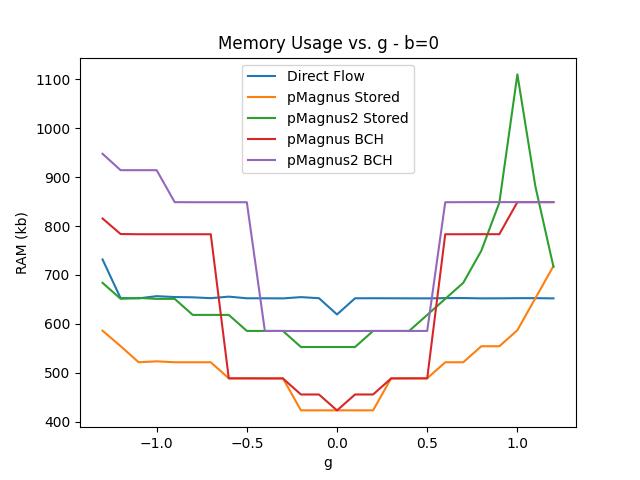 Memory Usage vs. g - b=0
Direct Flow
pMagnus Stored
pMagnus2 Stored
pMagnus BCH
pMagnus2 BCH
RAM (kb)
1100
1000
900
800
700
600
500
400
−1.0
−0.5
0.0
0.5
1.0
g